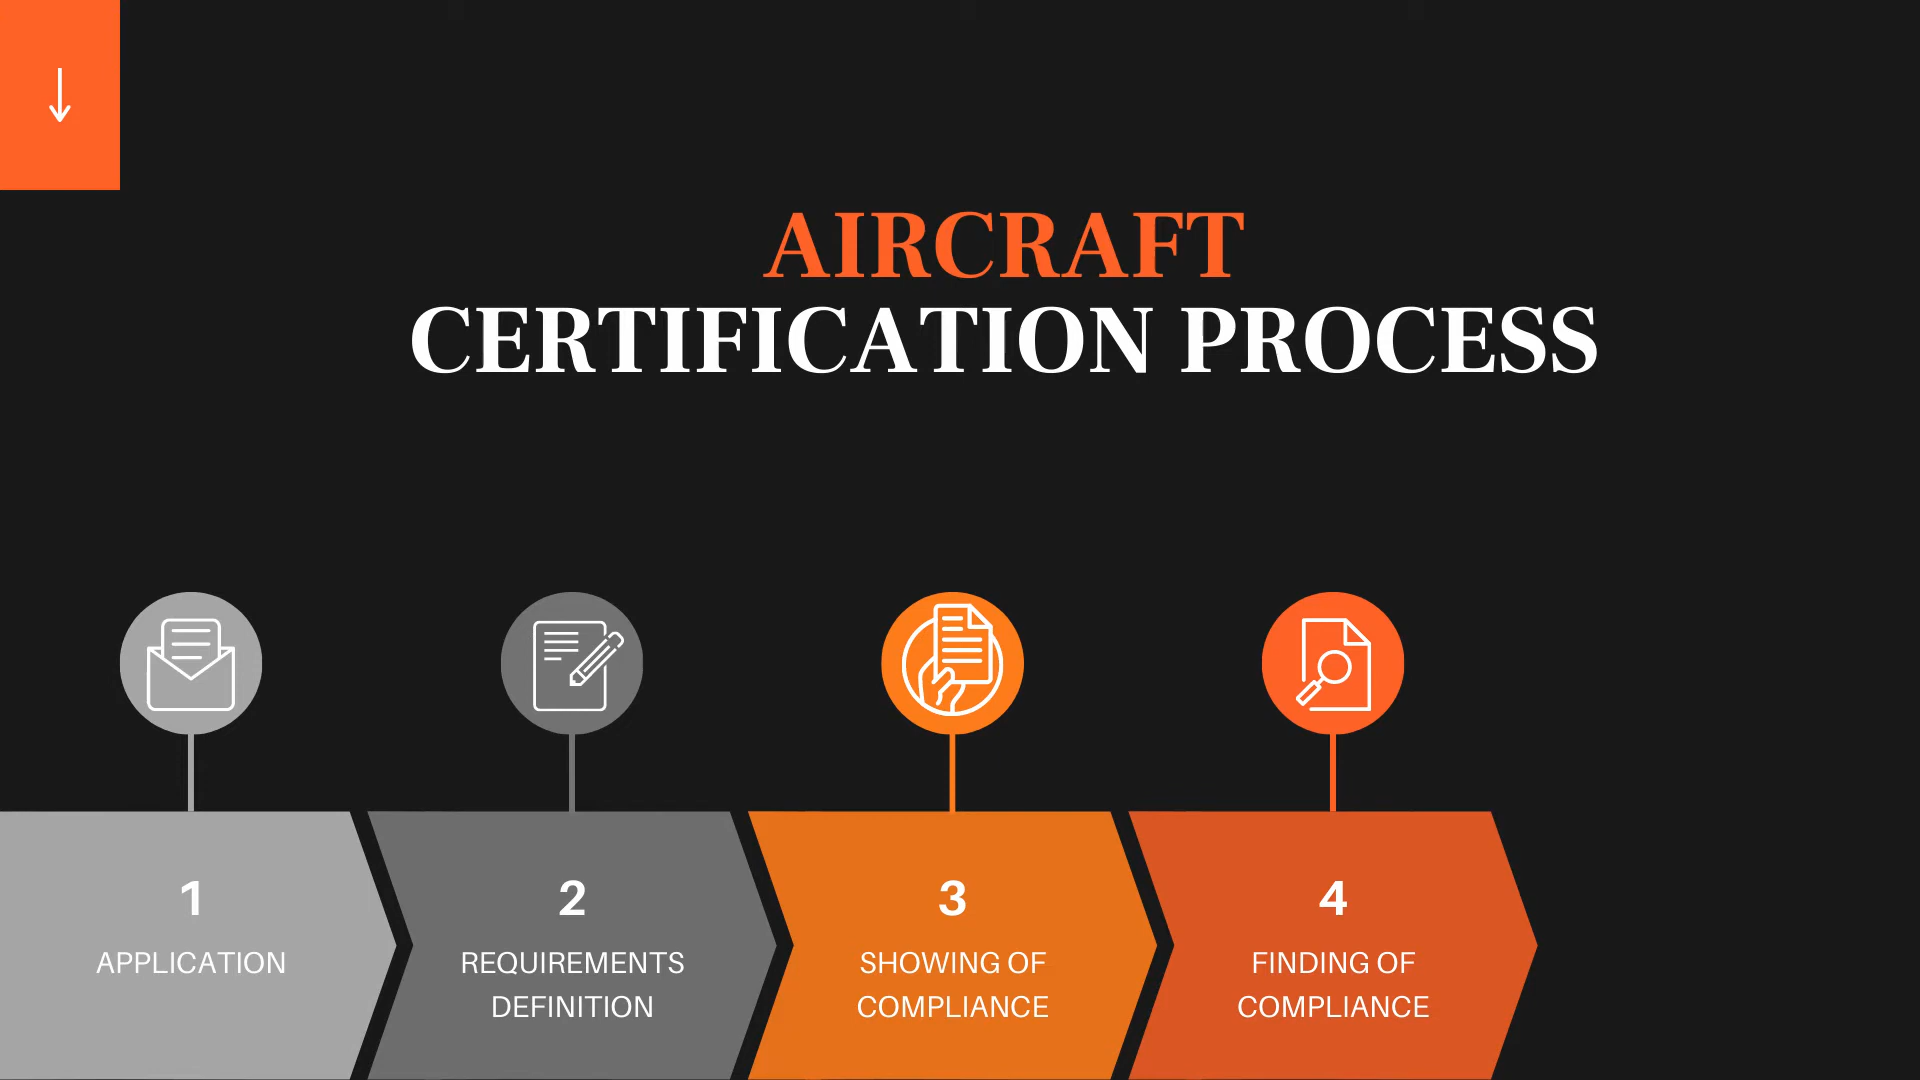 AIRCRAFT
CERTIFICATION PROCESS
1
APPLICATION
2
REQUIREMENTS
DEFINITION
3
SHOWING OF
COMPLIANCE
4
FINDING OF
COMPLIANCE